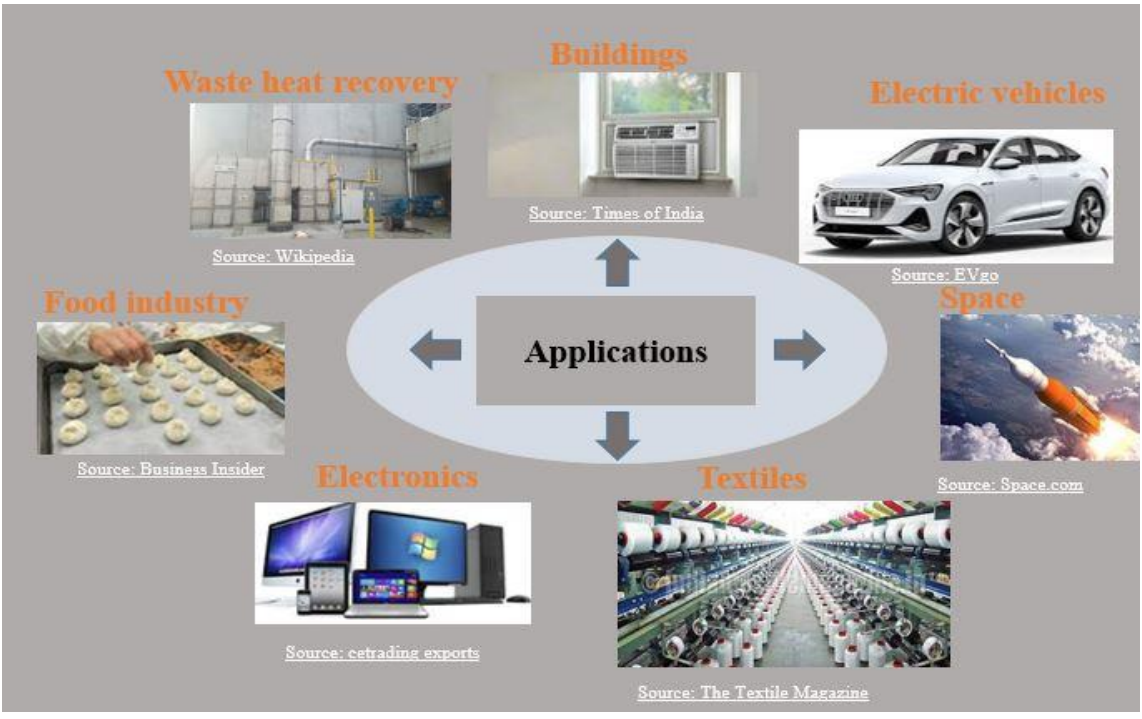 Buildings
Waste heat recovery
Electric vehicles
Source: Times of India
Source: Wikipedia
Source: EVgo
Food industry
Space
Applications
Source: Business Insider
Electronics
Textiles
Source: Space.com
Source: cetrading exports
Source: The Textile Magazine